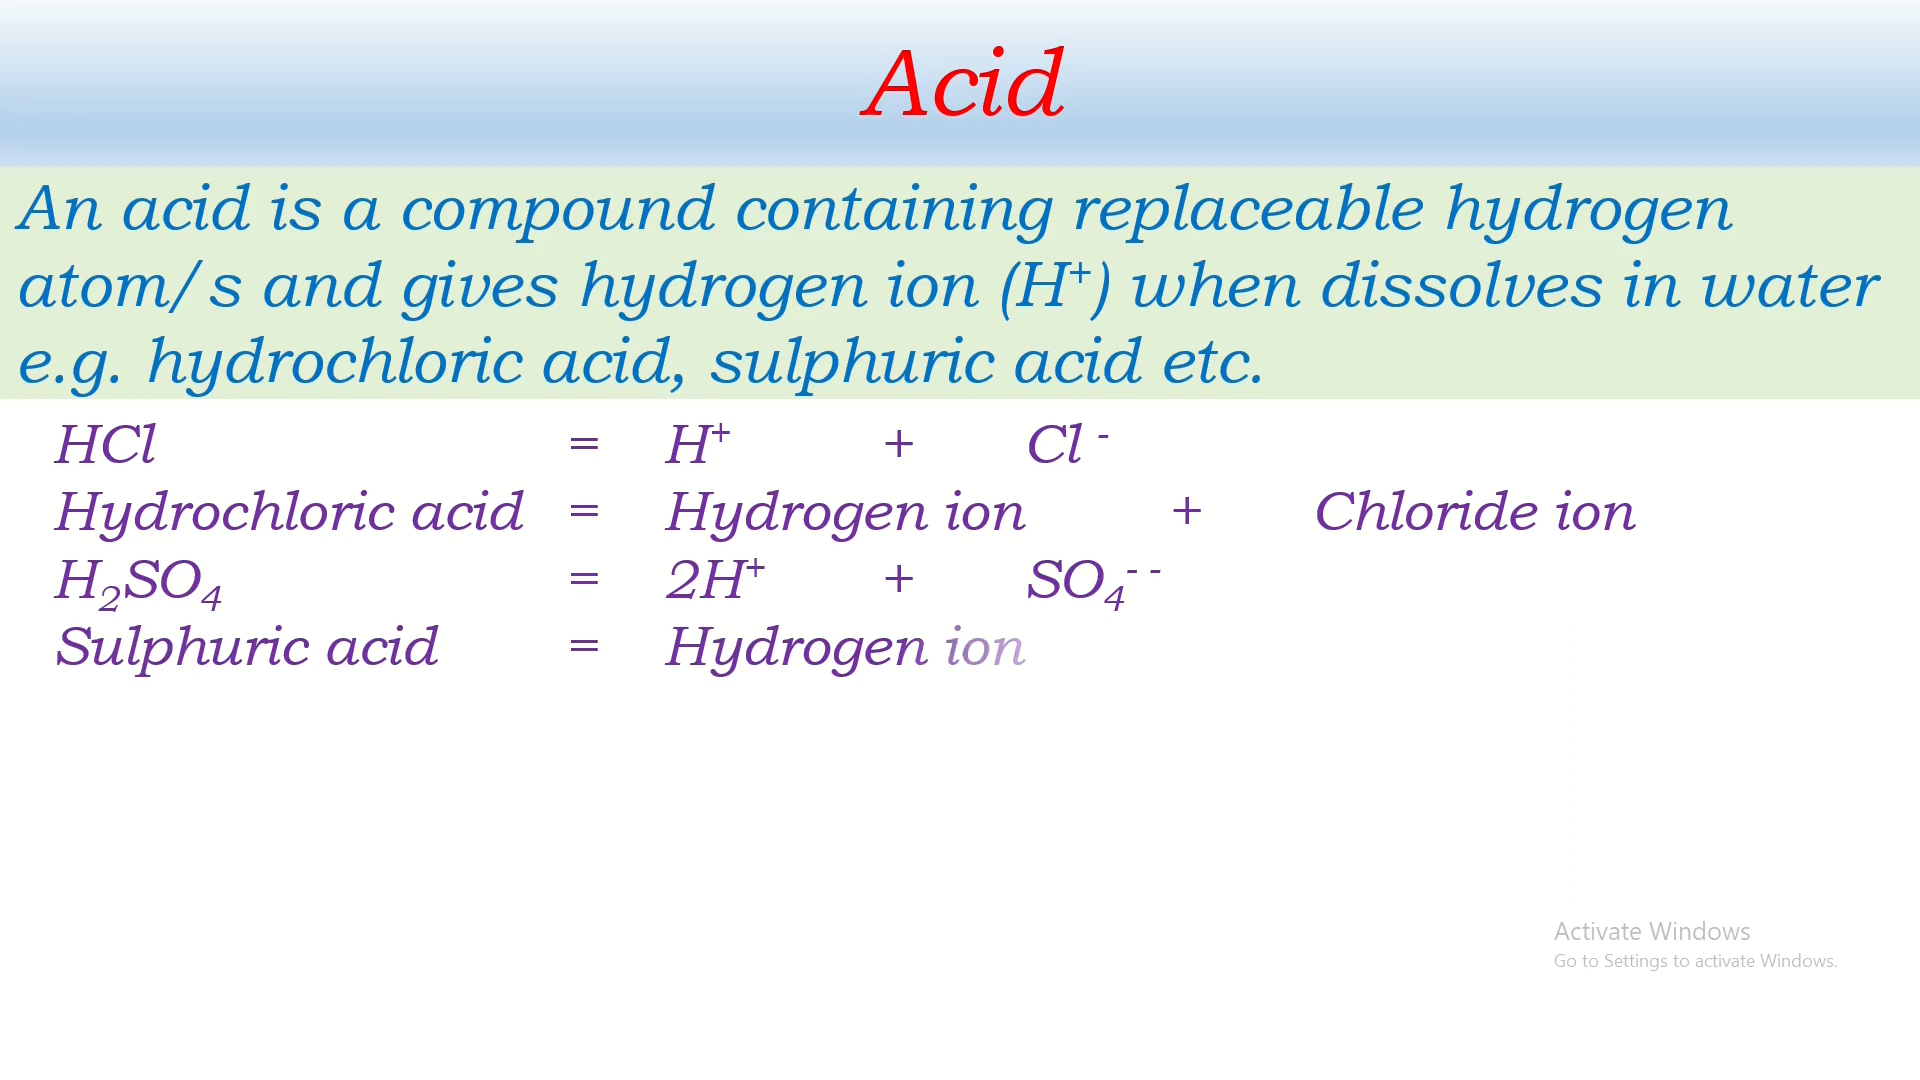 Acid
An acid is a compound containing replaceable hydrogen
atom/s and gives hydrogen ion (H⁺) when dissolves in water
e.g. hydrochloric acid, sulphuric acid etc.
HCl = H⁺ + Cl ⁻
Hydrochloric acid = Hydrogen ion + Chloride ion
H₂SO₄ = 2H⁺ + SO₄⁻ ⁻
Sulphuric acid = Hydrogen ion
Activate Windows
Go to Settings to activate Windows.